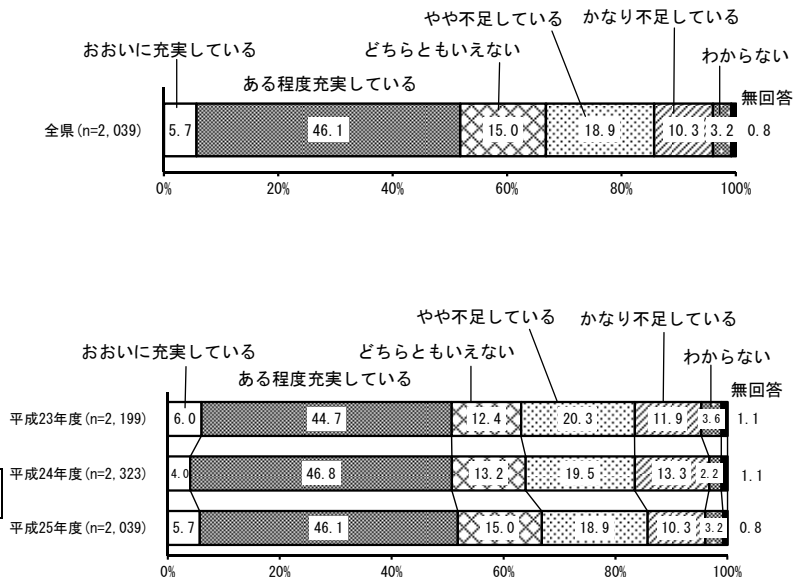 やや不足している かなり不足している
おおいに充実している どちらともいえない わからない
ある程度充実している 無回答
全県(n=2,039) 5.7 46.1 15.0 18.9 10.3 3.2 0.8
0% 20% 40% 60% 80% 100%
やや不足している かなり不足している
おおいに充実している どちらともいえない わからない
ある程度充実している 無回答
平成23年度(n=2,199) 6.0 44.7 12.4 20.3 11.9 3.6 1.1
平成24年度(n=2,323) 4.0 46.8 13.2 19.5 13.3 2.2 1.1
平成25年度(n=2,039) 5.7 46.1 15.0 18.9 10.3 3.2 0.8
0% 20% 40% 60% 80% 100%